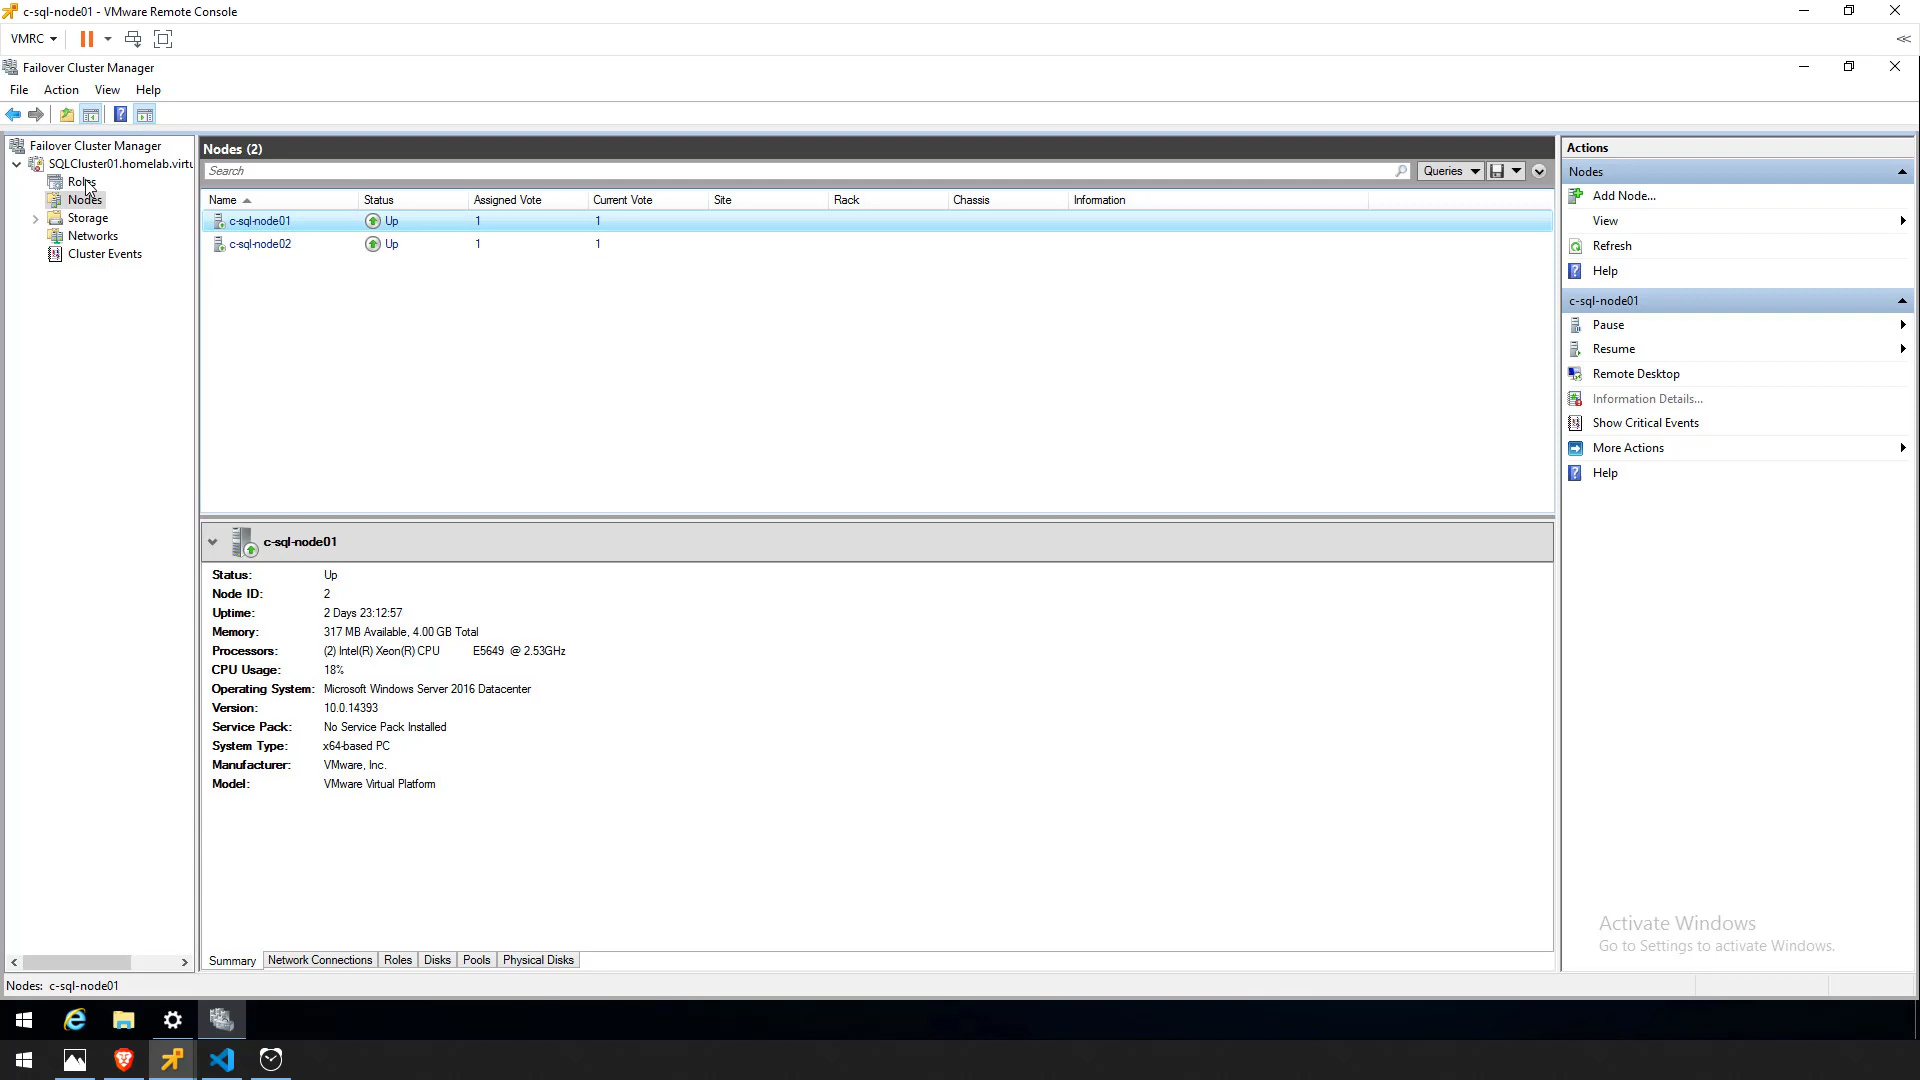 c-sql-node01 - VMware Remote Console
VMRC
Failover Cluster Manager
File Action View Help
Failover Cluster Manager
SQLCluster01.homelab.virtu
Roles
Nodes
Storage
Networks
Cluster Events
Nodes (2)
Search
Queries
Name Status Assigned Vote Current Vote Site Rack Chassis Information
c-sql-node01 Up 1 1
c-sql-node02 Up 1 1
c-sql-node01
Status: Up
Node ID: 2
Uptime: 2 Days 23:12:57
Memory: 317 MB Available, 4.00 GB Total
Processors: (2) Intel(R) Xeon(R) CPU E5649 @ 2.53GHz
CPU Usage: 18%
Operating System: Microsoft Windows Server 2016 Datacenter
Version: 10.0.14393
Service Pack: No Service Pack Installed
System Type: x64-based PC
Manufacturer: VMware, Inc.
Model: VMware Virtual Platform
Summary Network Connections Roles Disks Pools Physical Disks
Actions
Nodes
Add Node...
View
Refresh
Help
c-sql-node01
Pause
Resume
Remote Desktop
Information Details...
Show Critical Events
More Actions
Help
Activate Windows
Go to Settings to activate Windows.
Nodes: c-sql-node01